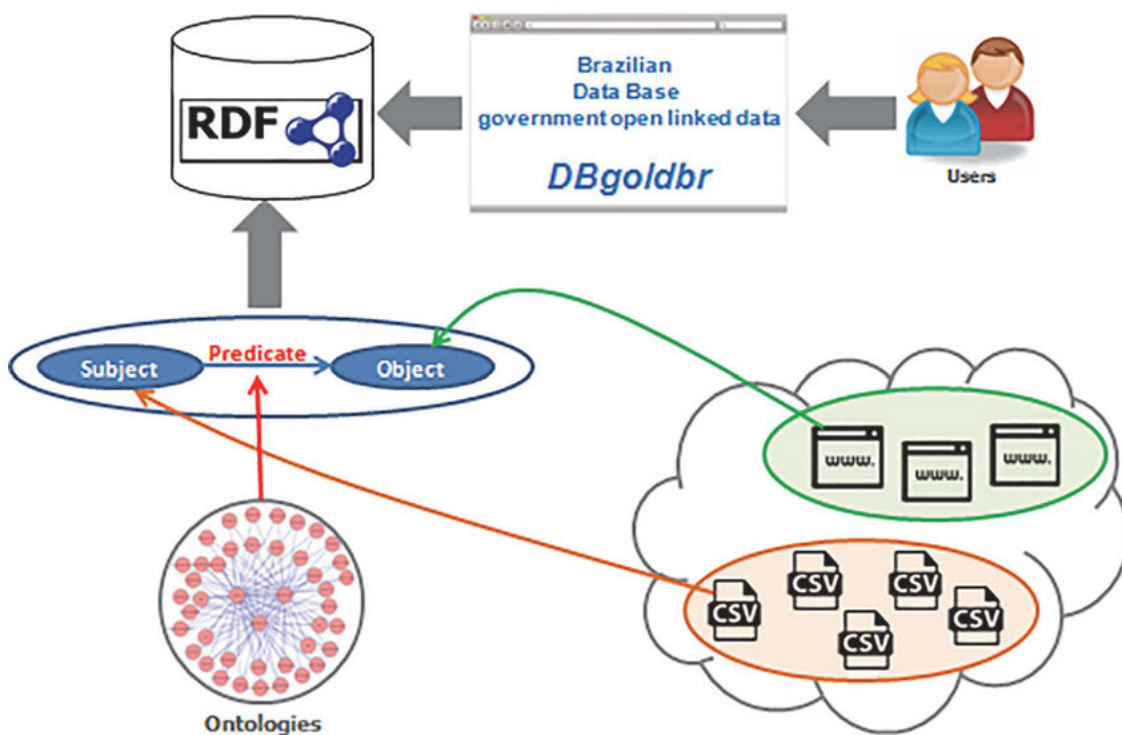 RDF
Brazilian
Data Base
government open linked data
DBgoldbr
Users
Predicate
Subject
Object
www.
www.
www.
CSV
CSV
CSV
CSV
CSV
Ontologies